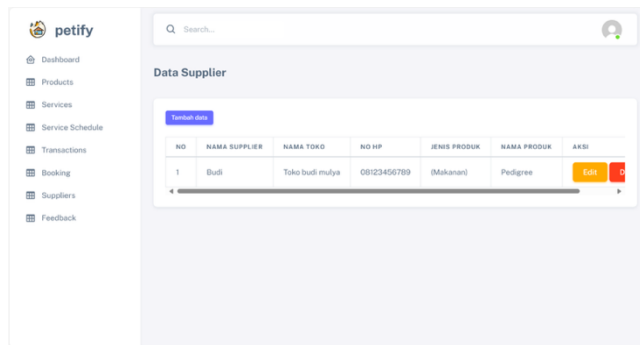 petify
Search...
Dashboard
Products
Services
Service Schedule
Transactions
Booking
Suppliers
Feedback
Data Supplier
Tambah data
NO NAMA SUPPLIER NAMA TOKO NO HP JENIS PRODUK NAMA PRODUK AKSI
1 Budi Toko budi mulya 08123456789 (Makanan) Pedigree Edit D